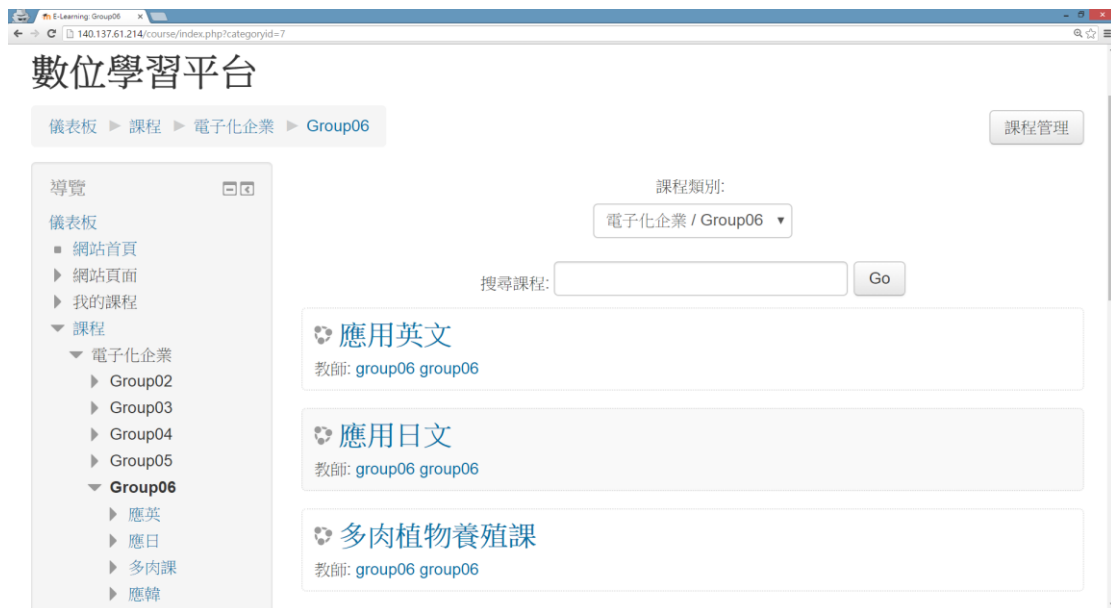 E-Learning: Group06
140.137.61.214/course/index.php?categoryid=7
數位學習平台
儀表板 ▶ 課程 ▶ 電子化企業 ▶ Group06
課程管理
導覽
儀表板
網站首頁
網站頁面
我的課程
課程
電子化企業
Group02
Group03
Group04
Group05
Group06
應英
應日
多肉課
應韓
課程類別:
電子化企業 / Group06
搜尋課程:
Go
應用英文
教師: group06 group06
應用日文
教師: group06 group06
多肉植物養殖課
教師: group06 group06